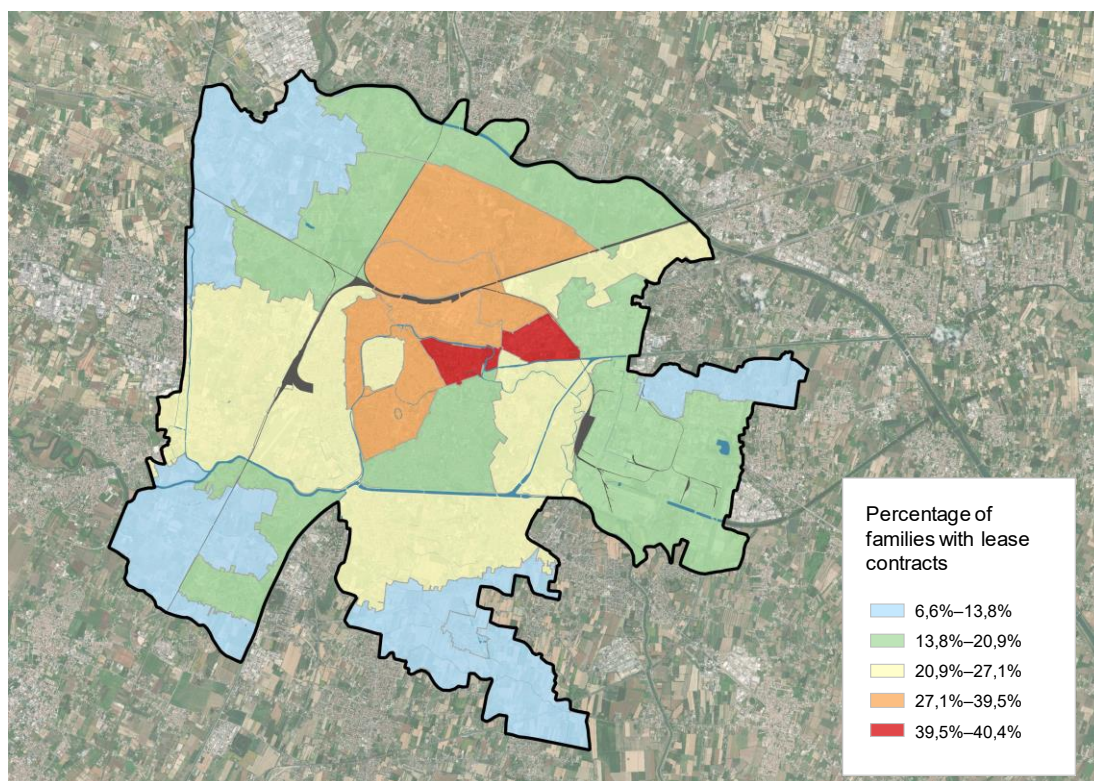 Percentage of
families with lease
contracts
6,6%–13,8%
13,8%–20,9%
20,9%–27,1%
27,1%–39,5%
39,5%–40,4%